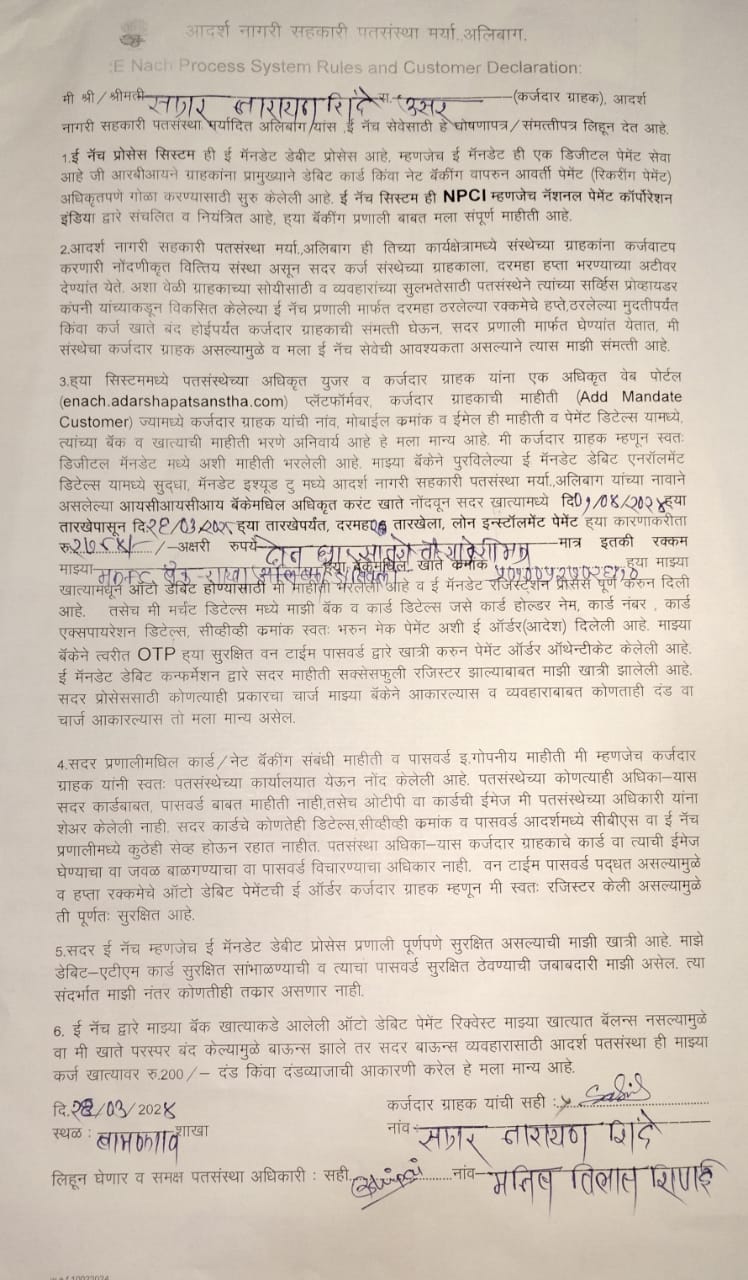 आदर्श नागरी सहकारी पतसंस्था मर्या.,अलिबाग.
:E Nach Process System Rules and Customer Declaration:
मी श्री/श्रीमती सागर नारायण शिंदे रा. उसर (कर्जदार ग्राहक), आदर्श
नागरी सहकारी पतसंस्था मर्यादित अलिबाग यांस ,ई नॅच सेवेसाठी हे घोषणापत्र/संमत्तीपत्र लिहून देत आहे.
1.ई नॅच प्रोसेस सिस्टम ही ई मॅनडेट डेबीट प्रोसेस आहे, म्हणजेच ई मॅनडेट ही एक डिजीटल पेमेंट सेवा
आहे जी आरबीआयने ग्राहकांना प्रामुख्याने डेबिट कार्ड किंवा नेट बॅकींग वापरुन आवर्ती पेमेंट (रिकरींग पेमेंट)
अधिकृतपणे गोळा करण्यासाठी सुरु केलेली आहे. ई नॅच सिस्टम ही NPCI म्हणजेच नॅशनल पेमेंट कॉर्पोरेशन
इंडिया द्वारे संचलित व नियंत्रित आहे, हया बॅकींग प्रणाली बाबत मला संपूर्ण माहीती आहे.
2.आदर्श नागरी सहकारी पतसंस्था मर्या.,अलिबाग ही तिच्या कार्यक्षेत्रामध्ये संस्थेच्या ग्राहकांना कर्जवाटप
करणारी नोंदणीकृत वित्तिय संस्था असून सदर कर्ज संस्थेच्या ग्राहकाला, दरमहा हप्ता भरण्याच्या अटीवर
देण्यांत येते. अशा वेळी ग्राहकाच्या सोयीसाठी व व्यवहारांच्या सुलभतेसाठी पतसंस्थेने त्यांच्या सर्व्हिस प्रोव्हायडर
कंपनी यांच्याकडून विकसित केलेल्या ई नॅच प्रणाली मार्फत दरमहा ठरलेल्या रक्कमेचे हप्ते,ठरलेल्या मुदतीपर्यंत
किंवा कर्ज खाते बंद होईपर्यंत कर्जदार ग्राहकाची संमत्ती घेऊन, सदर प्रणाली मार्फत घेण्यांत येतात, मी
संस्थेचा कर्जदार ग्राहक असल्यामुळे व मला ई नॅच सेवेची आवश्यकता असल्याने त्यास माझी संमत्ती आहे.
3.हया सिस्टममध्ये पतसंस्थेच्या अधिकृत युजर व कर्जदार ग्राहक यांना एक अधिकृत वेब पोर्टल
(enach.adarshapatsanstha.com) प्लॅटफॉर्मवर, कर्जदार ग्राहकाची माहीती (Add Mandate
Customer) ज्यामध्ये कर्जदार ग्राहक यांची नांव, मोबाईल कमांक व ईमेल ही माहीती व पेमेंट डिटेल्स यामध्ये,
त्यांच्या बॅक व खात्याची माहीती भरणे अनिवार्य आहे हे मला मान्य आहे. मी कर्जदार ग्राहक म्हणून स्वतः
डिजीटल मॅनडेट मध्ये अशी माहीती भरलेली आहे. माझ्या बॅकेने पुरविलेल्या ई मॅनडेट डेबिट एनरॉलमेंट
डिटेल्स यामध्ये सुद्धा, मॅनडेट इश्यूड टु मध्ये आदर्श नागरी सहकारी पतसंस्था मर्या.,अलिबाग यांच्या नावाने
असलेल्या आयसीआयसीआय बॅकेमधिल अधिकृत करंट खाते नोंदवून सदर खात्यामध्ये दि०१/०४/२०२४हया
तारखेपासून दि२८/०३/२०२८ हया तारखेपर्यंत, दरमहा तारखेला, लोन इन्स्टॉलमेंट पेमेंट हया कारणाकरीता
रु /-अक्षरी रुपये मात्र इतकी रक्कम
माझ्या हया बॅकेमधिल खाते कमांक हया माझ्या
खात्यामधून ऑटो डेबिट होण्यासाठी मी माहीती भरलेली आहे व ई मॅनडेट रजिस्ट्रेशन प्रोसेस पूर्ण करुन दिली
आहे. तसेच मी मर्चंट डिटेल्स मध्ये माझी बॅक व कार्ड डिटेल्स जसे कार्ड होल्डर नेम, कार्ड नंबर , कार्ड
एक्सपायरेशन डिटेल्स, सीव्हीव्ही कमांक स्वतः भरुन मेक पेमेंट अशी ई ऑर्डर(आदेश) दिलेली आहे. माझ्या
बॅकेने त्वरीत OTP हया सुरक्षित वन टाईम पासवर्ड द्वारे खात्री करुन पेमेंट ऑर्डर ऑथेन्टीकेट केलेली आहे.
ई मॅनडेट डेबिट कन्फर्मेशन द्वारे सदर माहीती सक्सेसफुली रजिस्टर झाल्याबाबत माझी खात्री झालेली आहे.
सदर प्रोसेससाठी कोणत्याही प्रकारचा चार्ज माझ्या बॅकेने आकारल्यास व व्यवहाराबाबत कोणताही दंड वा
चार्ज आकारल्यास तो मला मान्य असेल.
4.सदर प्रणालीमधिल कार्ड/नेट बॅकींग संबंधी माहीती व पासवर्ड इ.गोपनीय माहीती मी म्हणजेच कर्जदार
ग्राहक यांनी स्वतः पतसंस्थेच्या कार्यालयात येऊन नोंद केलेली आहे. पतसंस्थेच्या कोणत्याही अधिका-यास
सदर कार्डबाबत, पासवर्ड बाबत माहीती नाही,तसेच ओटीपी वा कार्डची ईमेज मी पतसंस्थेच्या अधिकारी यांना
शेअर केलेली नाही. सदर कार्डचे कोणतेही डिटेल्स,सीव्हीव्ही कमांक व पासवर्ड आदर्शमध्ये सीबीएस वा ई नॅच
प्रणालीमध्ये कुठेही सेव्ह होऊन रहात नाहीत. पतसंस्था अधिका-यास कर्जदार ग्राहकाचे कार्ड वा त्याची ईमेज
घेण्याचा वा जवळ बाळगण्याचा वा पासवर्ड विचारण्याचा अधिकार नाही. वन टाईम पासवर्ड पद्धत असल्यामुळे
व हप्ता रक्कमेचे ऑटो डेबिट पेमेंटची ई ऑर्डर कर्जदार ग्राहक म्हणून मी स्वतः रजिस्टर केली असल्यामुळे
ती पूर्णतः सुरक्षित आहे.
5.सदर ई नॅच म्हणजेच ई मॅनडेट डेबीट प्रोसेस प्रणाली पूर्णपणे सुरक्षित असल्याची माझी खात्री आहे. माझे
डेबिट-एटीएम कार्ड सुरक्षित सांभाळण्याची व त्याचा पासवर्ड सुरक्षित ठेवण्याची जबाबदारी माझी असेल. त्या
संदर्भात माझी नंतर कोणतीही तकार असणार नाही.
6. ई नॅच द्वारे माझ्या बॅक खात्याकडे आलेली ऑटो डेबिट पेमेंट रिक्वेस्ट माझ्या खात्यात बॅलन्स नसल्यामुळे
वा मी खाते परस्पर बंद केल्यामुळे बाऊन्स झाले तर सदर बाऊन्स व्यवहारासाठी आदर्श पतसंस्था ही माझ्या
कर्ज खात्यावर रु.200/- दंड किंवा दंडव्याजाची आकारणी करेल हे मला मान्य आहे.
दि.२८/03/202४ कर्जदार ग्राहक यांची सही :
स्थळ : शाखा नांव: सागर नारायण शिंदे
लिहून घेणार व समक्ष पतसंस्था अधिकारी : सही नांव